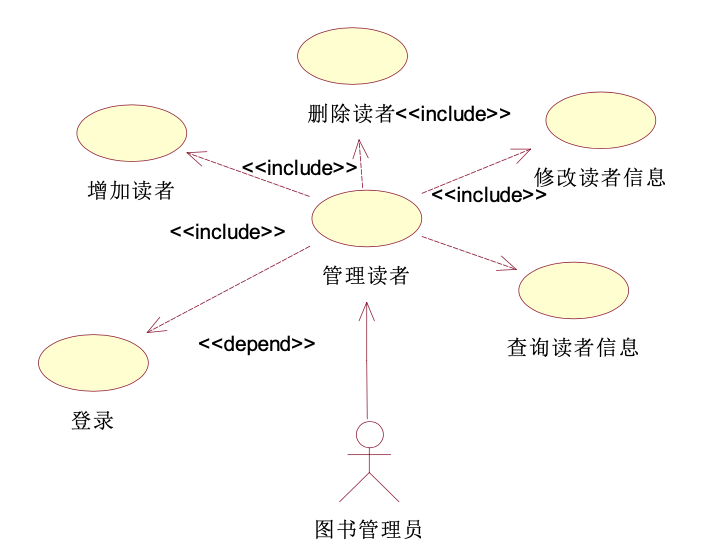 删除读者<<include>>
<<include>>
增加读者
修改读者信息
<<include>>
<<include>>
管理读者
<<depend>>
查询读者信息
登录
图书管理员